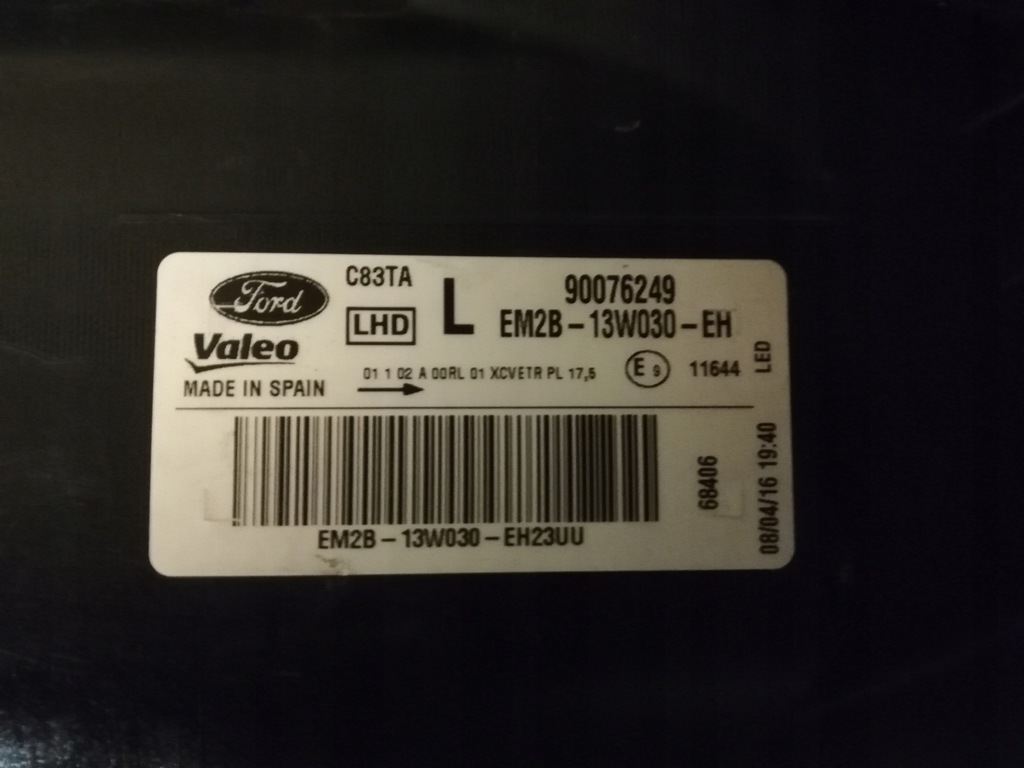 Ford
C83TA
L
90076249
LHD
EM2B-13W030-EH
Valeo
MADE IN SPAIN
01 1 02 A 00RL 01 XCVETR PL 17,5
E 9
11644
LED
68406
08/04/16 19:40
EM2B-13W030-EH23UU